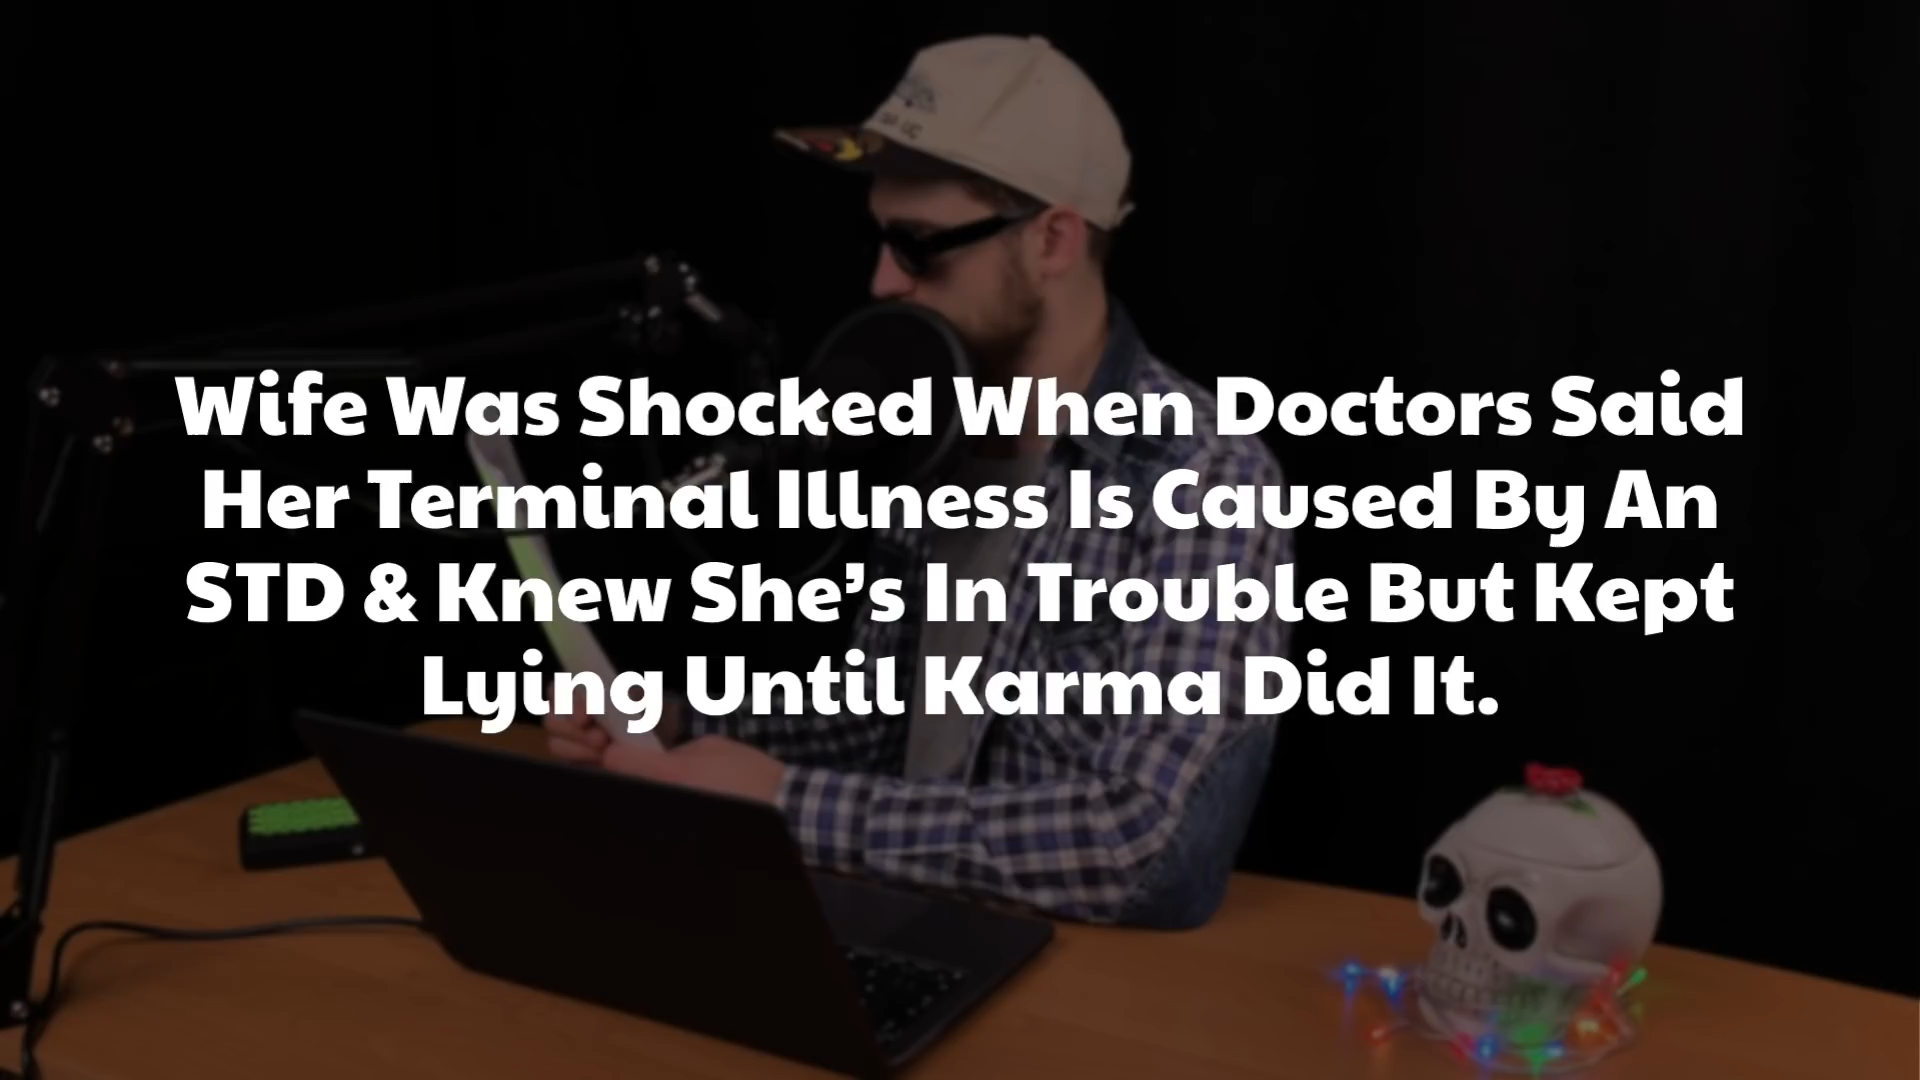 Wife Was Shocked When Doctors Said
Her Terminal Illness Is Caused By An
STD & Knew She’s In Trouble But Kept
Lying Until Karma Did It.